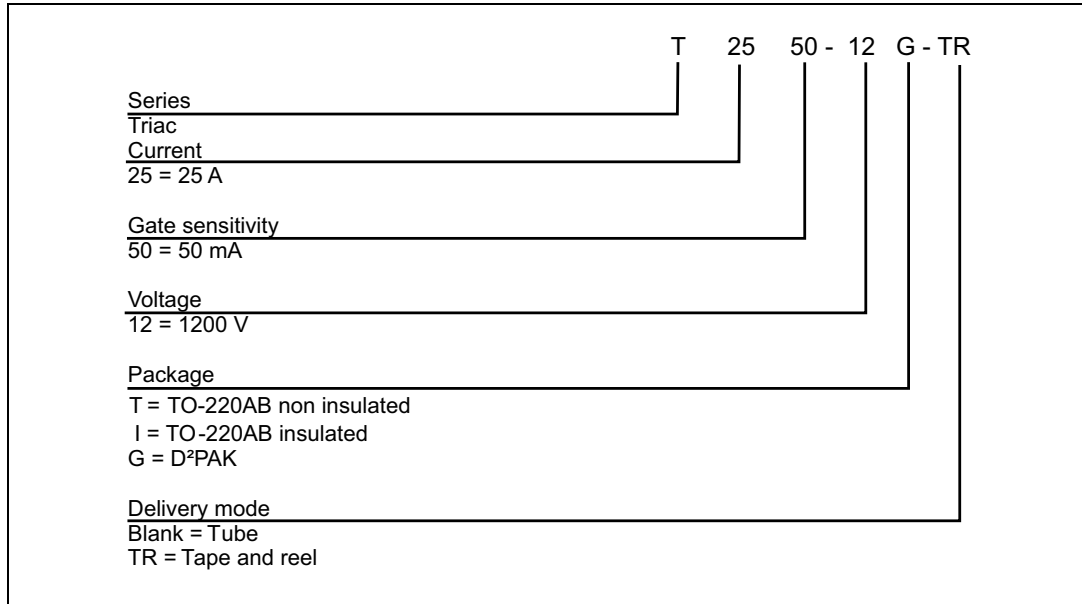 T 25 50 - 12 G - TR
Series
Triac
Current
25 = 25 A
Gate sensitivity
50 = 50 mA
Voltage
12 = 1200 V
Package
T = TO-220AB non insulated
I = TO-220AB insulated
G = D²PAK
Delivery mode
Blank = Tube
TR = Tape and reel